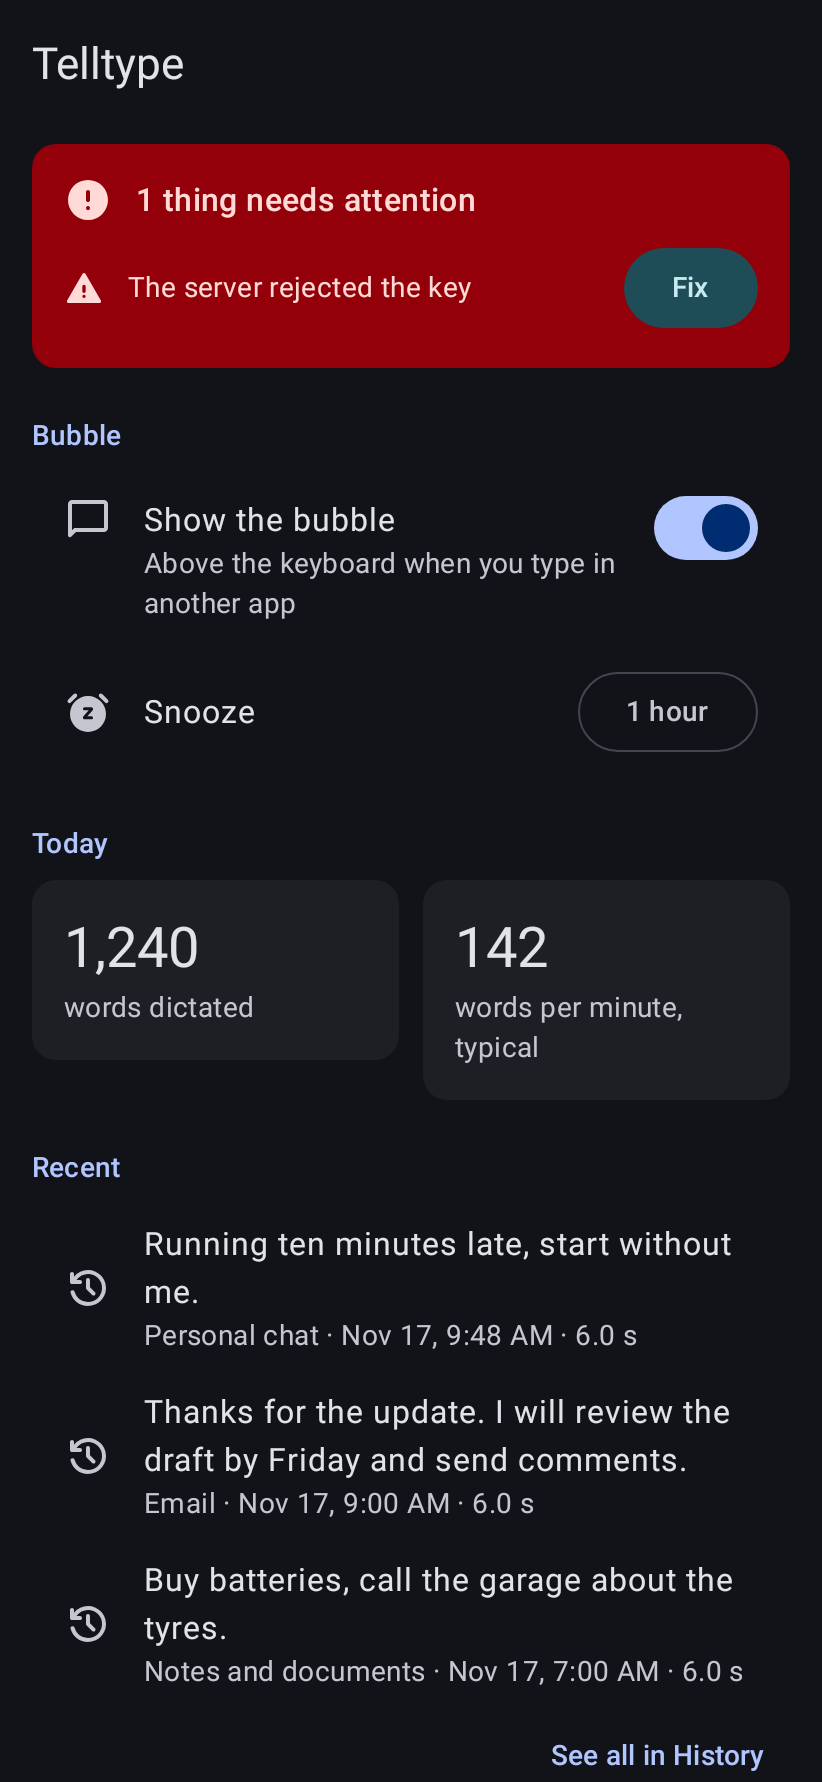 Telltype
1 thing needs attention
The server rejected the key
Fix
Bubble
Show the bubble
Above the keyboard when you type in
another app
Snooze
1 hour
Today
1,240
words dictated
142
words per minute,
typical
Recent
Running ten minutes late, start without
me.
Personal chat · Nov 17, 9:48 AM · 6.0 s
Thanks for the update. I will review the
draft by Friday and send comments.
Email · Nov 17, 9:00 AM · 6.0 s
Buy batteries, call the garage about the
tyres.
Notes and documents · Nov 17, 7:00 AM · 6.0 s
See all in History